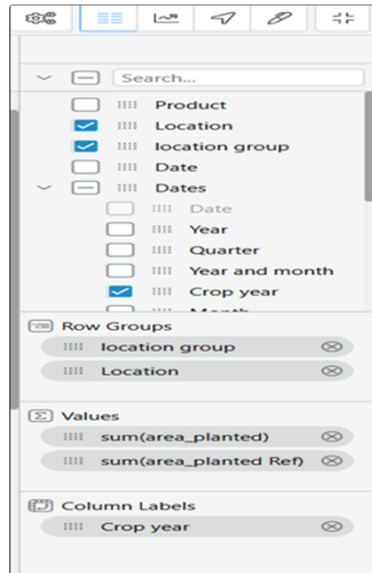 Search...
Product
Location
location group
Date
Dates
Date
Year
Quarter
Year and month
Crop year
Month
Row Groups
location group
Location
Values
sum(area_planted)
sum(area_planted Ref)
Column Labels
Crop year